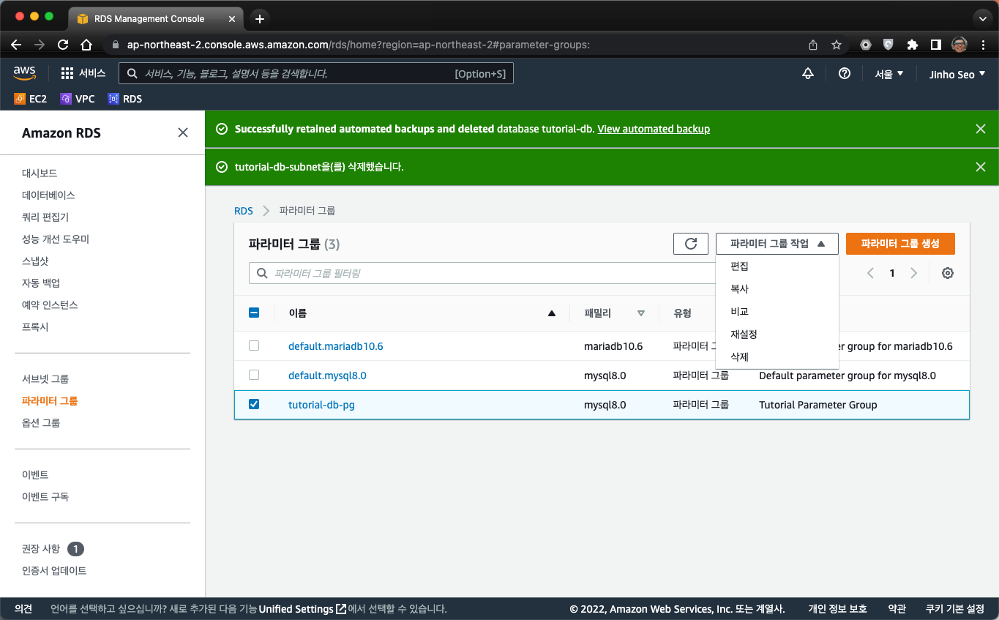 RDS Management Console
ap-northeast-2.console.aws.amazon.com/rds/home?region=ap-northeast-2#parameter-groups:
aws 서비스 서비스, 기능, 블로그, 설명서 등을 검색합니다. [Option+S] 서울 Jinho Seo
EC2 VPC RDS
Amazon RDS
대시보드
데이터베이스
쿼리 편집기
성능 개선 도우미
스냅샷
자동 백업
예약 인스턴스
프록시
서브넷 그룹
파라미터 그룹
옵션 그룹
이벤트
이벤트 구독
권장 사항 1
인증서 업데이트
Successfully retained automated backups and deleted database tutorial-db. View automated backup
tutorial-db-subnet을(를) 삭제했습니다.
RDS 파라미터 그룹
파라미터 그룹 (3) 파라미터 그룹 작업 파라미터 그룹 생성
파라미터 그룹 필터링 1
편집
복사
비교
재설정
삭제
이름 패밀리 유형
default.mariadb10.6 mariadb10.6 파라미터 group for mariadb10.6
default.mysql8.0 mysql8.0 파라미터 그룹 Default parameter group for mysql8.0
tutorial-db-pg mysql8.0 파라미터 그룹 Tutorial Parameter Group
의견 언어를 선택하고 싶으십니까? 새로 추가된 다음 기능 Unified Settings 에서 선택할 수 있습니다. © 2022, Amazon Web Services, Inc. 또는 계열사. 개인 정보 보호 약관 쿠키 기본 설정